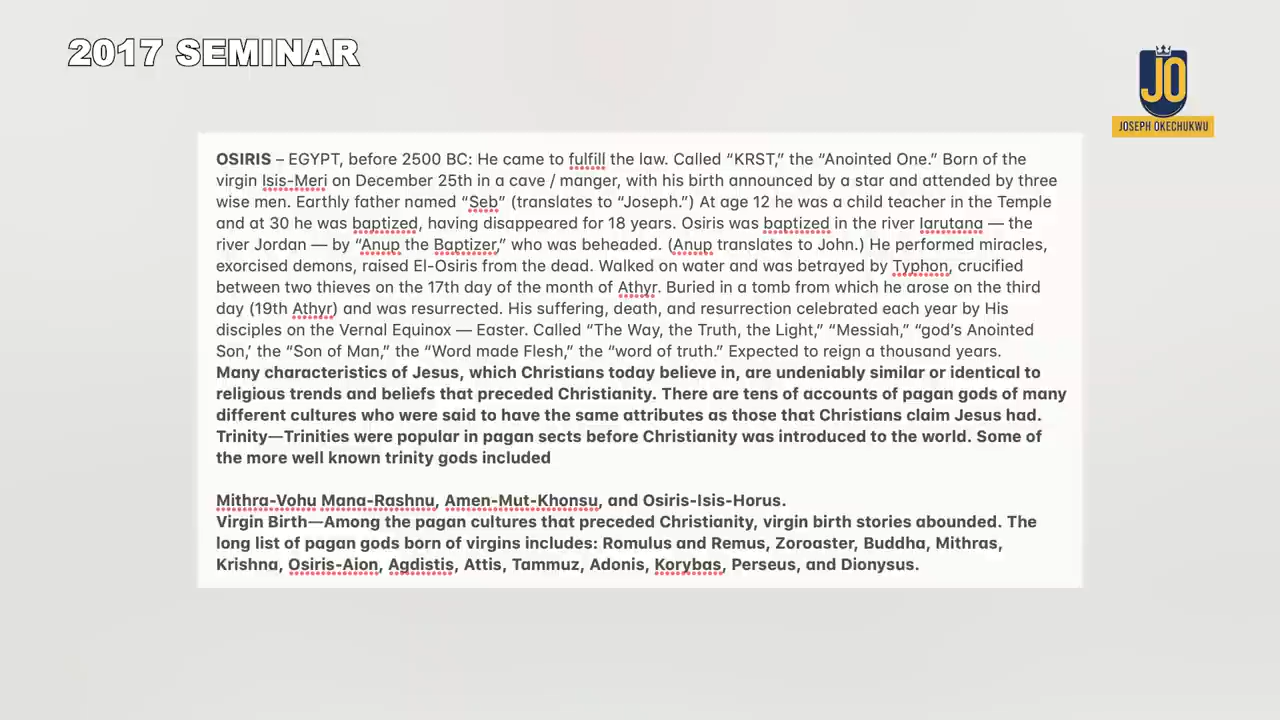 2017 SEMINAR
JO
JOSEPH OKECHUKWU
OSIRIS – EGYPT, before 2500 BC: He came to fulfill the law. Called “KRST,” the “Anointed One.” Born of the
virgin Isis-Meri on December 25th in a cave / manger, with his birth announced by a star and attended by three
wise men. Earthly father named “Seb” (translates to “Joseph.”) At age 12 he was a child teacher in the Temple
and at 30 he was baptized, having disappeared for 18 years. Osiris was baptized in the river Iarutana — the
river Jordan — by “Anup the Baptizer,” who was beheaded. (Anup translates to John.) He performed miracles,
exorcised demons, raised El-Osiris from the dead. Walked on water and was betrayed by Typhon, crucified
between two thieves on the 17th day of the month of Athyr. Buried in a tomb from which he arose on the third
day (19th Athyr) and was resurrected. His suffering, death, and resurrection celebrated each year by His
disciples on the Vernal Equinox — Easter. Called “The Way, the Truth, the Light,” “Messiah,” “god’s Anointed
Son,’ the “Son of Man,” the “Word made Flesh,” the “word of truth.” Expected to reign a thousand years.
Many characteristics of Jesus, which Christians today believe in, are undeniably similar or identical to
religious trends and beliefs that preceded Christianity. There are tens of accounts of pagan gods of many
different cultures who were said to have the same attributes as those that Christians claim Jesus had.
Trinity—Trinities were popular in pagan sects before Christianity was introduced to the world. Some of
the more well known trinity gods included
Mithra-Vohu Mana-Rashnu, Amen-Mut-Khonsu, and Osiris-Isis-Horus.
Virgin Birth—Among the pagan cultures that preceded Christianity, virgin birth stories abounded. The
long list of pagan gods born of virgins includes: Romulus and Remus, Zoroaster, Buddha, Mithras,
Krishna, Osiris-Aion, Agdistis, Attis, Tammuz, Adonis, Korybas, Perseus, and Dionysus.